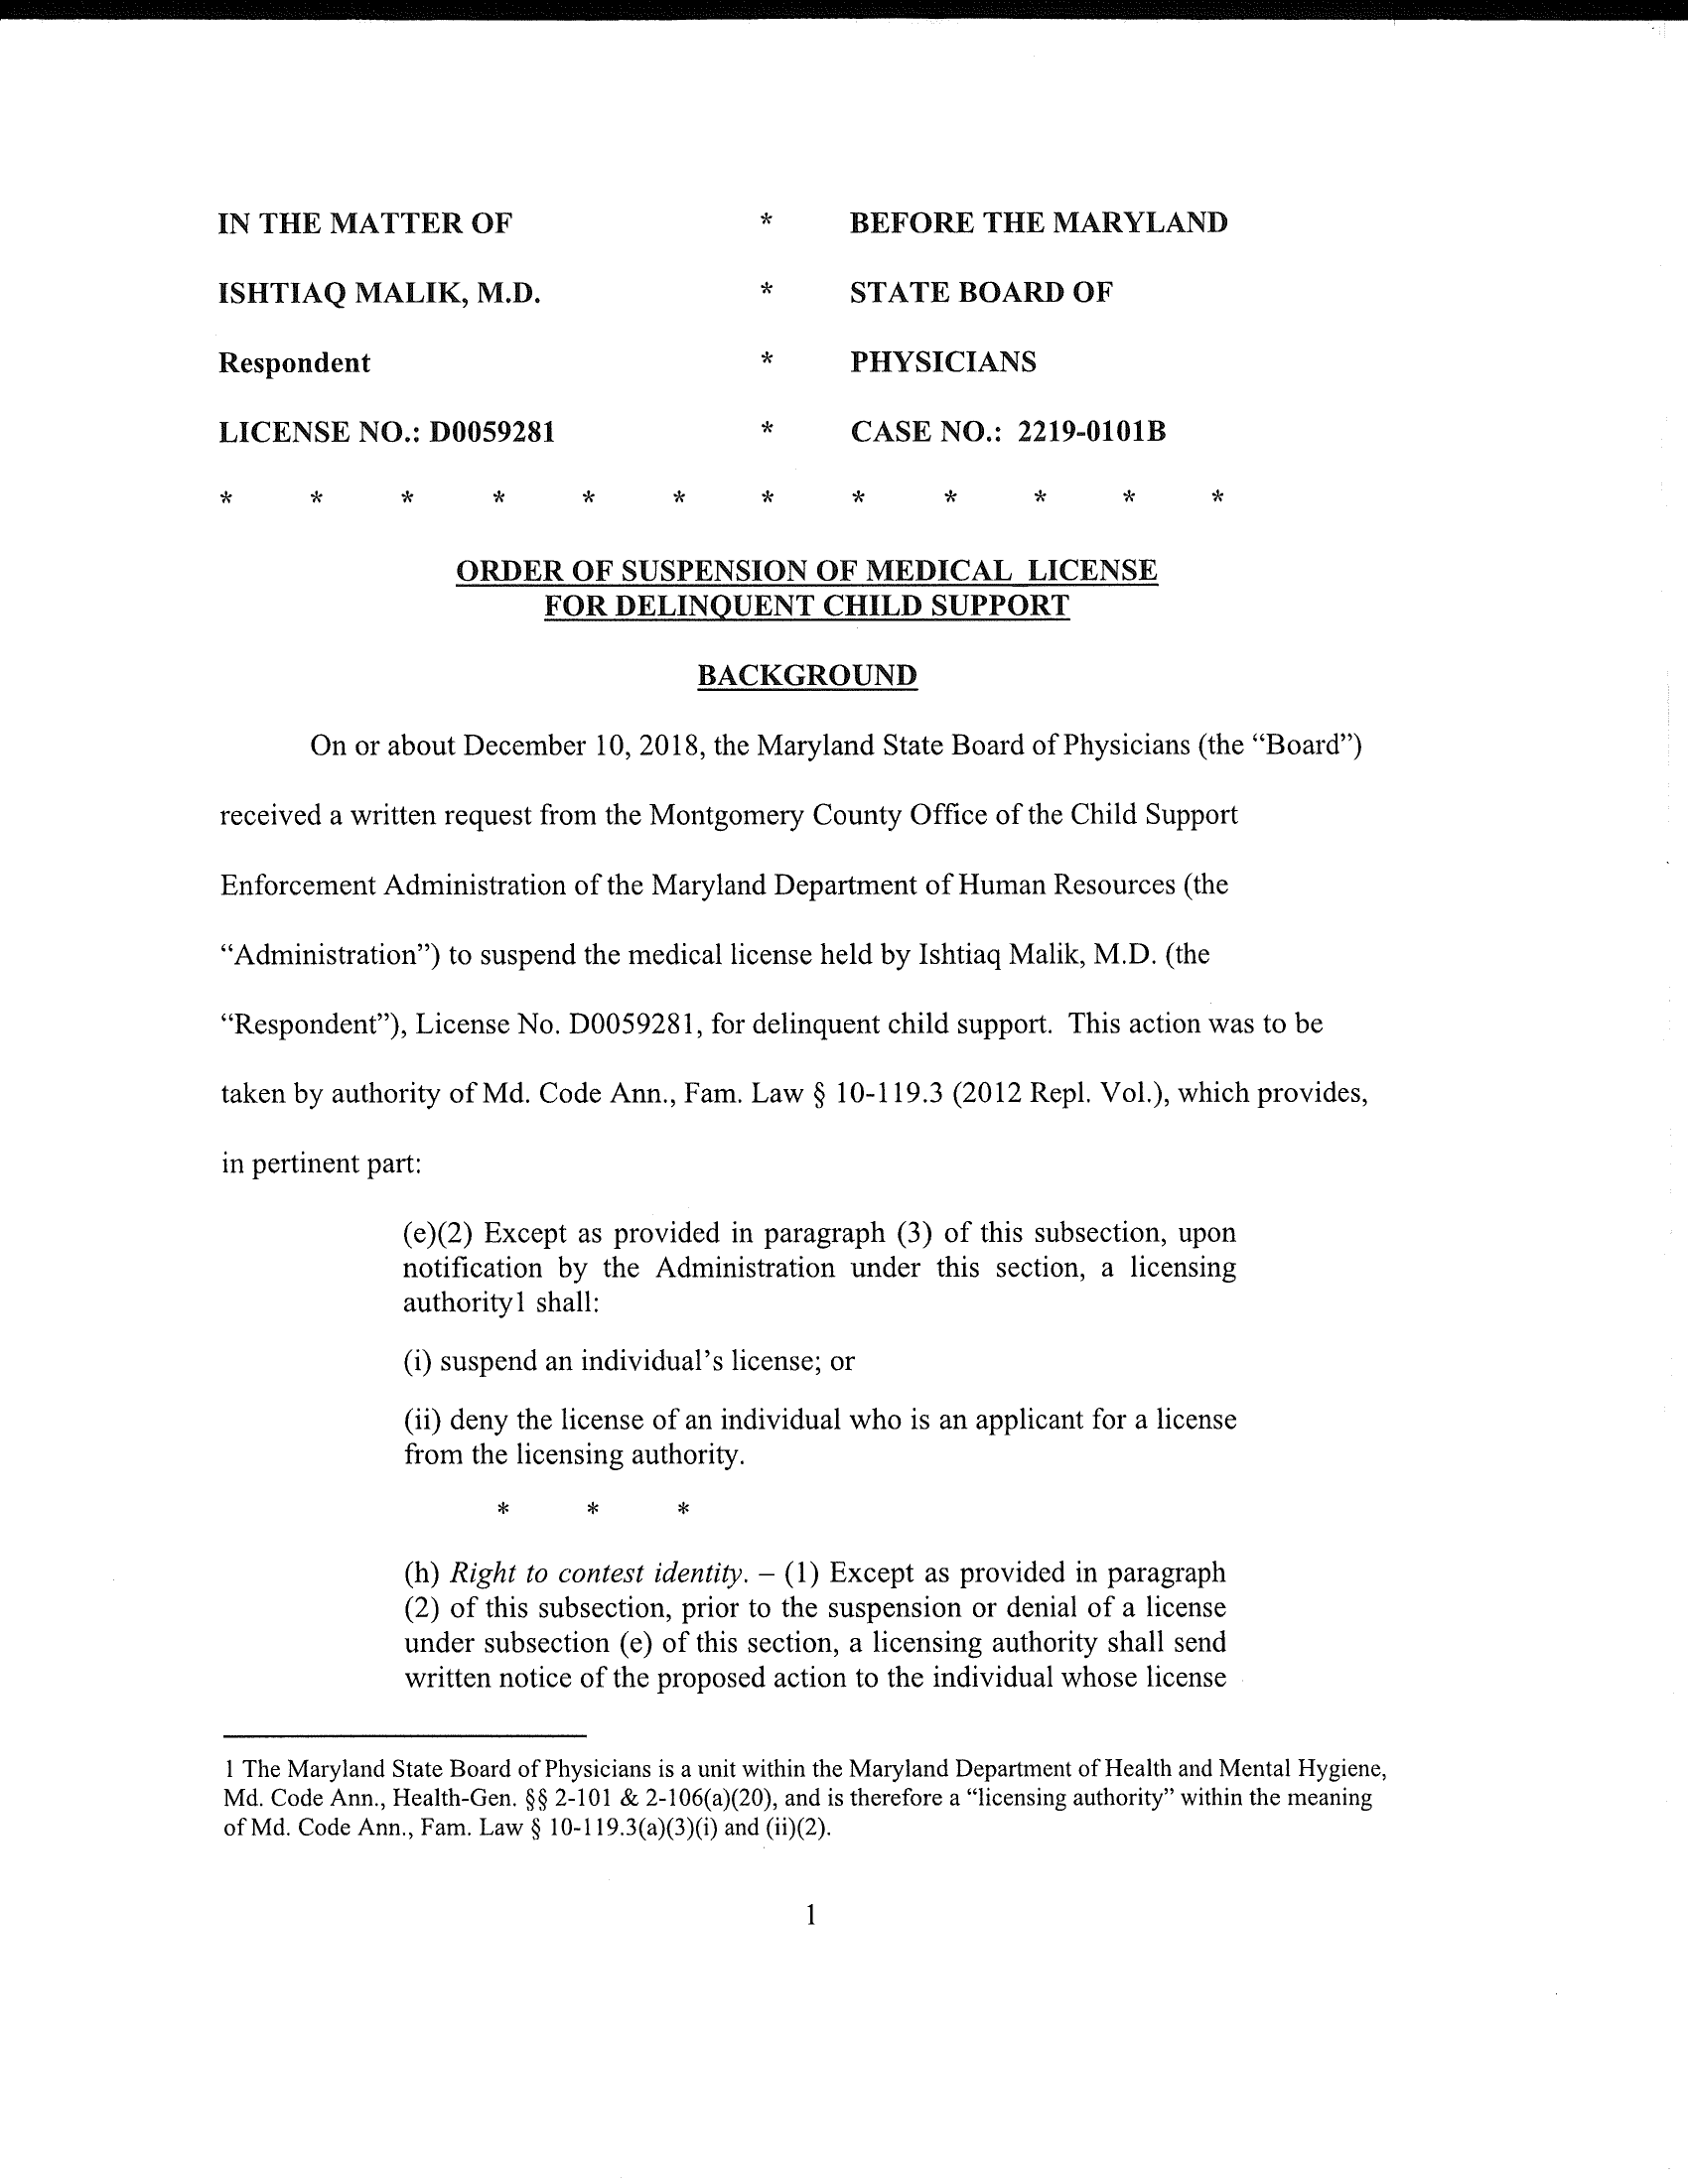 IN THE MATTER OF * BEFORE THE MARYLAND
ISHTIAQ MALIK, M.D. * STATE BOARD OF
Respondent * PHYSICIANS
LICENSE NO.: D0059281 * CASE NO.: 2219-0101B
* * * * * * * * * * * *
ORDER OF SUSPENSION OF MEDICAL LICENSE
FOR DELINQUENT CHILD SUPPORT
BACKGROUND
On or about December 10, 2018, the Maryland State Board of Physicians (the “Board”)
received a written request from the Montgomery County Office of the Child Support
Enforcement Administration of the Maryland Department of Human Resources (the
“Administration”) to suspend the medical license held by Ishtiaq Malik, M.D. (the
“Respondent”), License No. D0059281, for delinquent child support. This action was to be
taken by authority of Md. Code Ann., Fam. Law § 10-119.3 (2012 Repl. Vol.), which provides,
in pertinent part:
(e)(2) Except as provided in paragraph (3) of this subsection, upon
notification by the Administration under this section, a licensing
authority1 shall:
(i) suspend an individual’s license; or
(ii) deny the license of an individual who is an applicant for a license
from the licensing authority.
* * *
(h) Right to contest identity. – (1) Except as provided in paragraph
(2) of this subsection, prior to the suspension or denial of a license
under subsection (e) of this section, a licensing authority shall send
written notice of the proposed action to the individual whose license
1 The Maryland State Board of Physicians is a unit within the Maryland Department of Health and Mental Hygiene,
Md. Code Ann., Health-Gen. §§ 2-101 & 2-106(a)(20), and is therefore a “licensing authority” within the meaning
of Md. Code Ann., Fam. Law § 10-119.3(a)(3)(i) and (ii)(2).
1